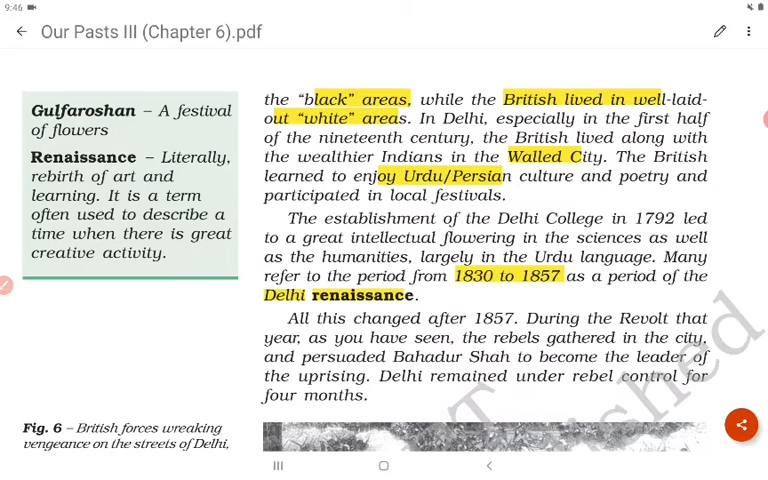 9:46
Our Pasts III (Chapter 6).pdf
Gulfaroshan – A festival
of flowers
Renaissance – Literally,
rebirth of art and
learning. It is a term
often used to describe a
time when there is great
creative activity.
the “black” areas, while the British lived in well-laid-
out “white” areas. In Delhi, especially in the first half
of the nineteenth century, the British lived along with
the wealthier Indians in the Walled City. The British
learned to enjoy Urdu/Persian culture and poetry and
participated in local festivals.
The establishment of the Delhi College in 1792 led
to a great intellectual flowering in the sciences as well
as the humanities, largely in the Urdu language. Many
refer to the period from 1830 to 1857 as a period of the
Delhi renaissance.
All this changed after 1857. During the Revolt that
year, as you have seen, the rebels gathered in the city,
and persuaded Bahadur Shah to become the leader of
the uprising. Delhi remained under rebel control for
four months.
Fig. 6 – British forces wreaking
vengeance on the streets of Delhi,